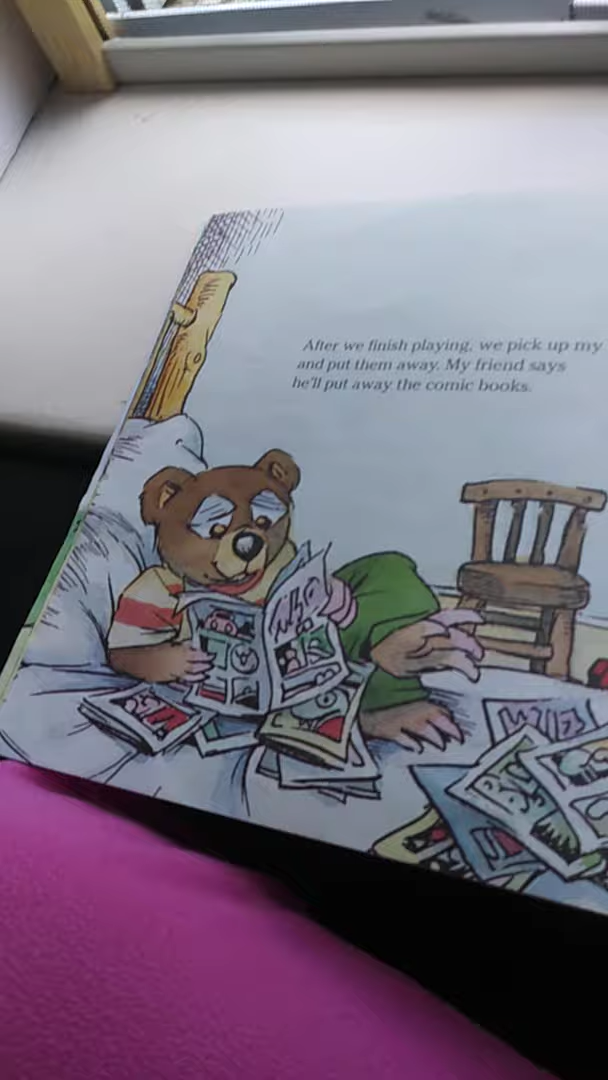 After we finish playing, we pick up my
and put them away. My friend says
he'll put away the comic books.